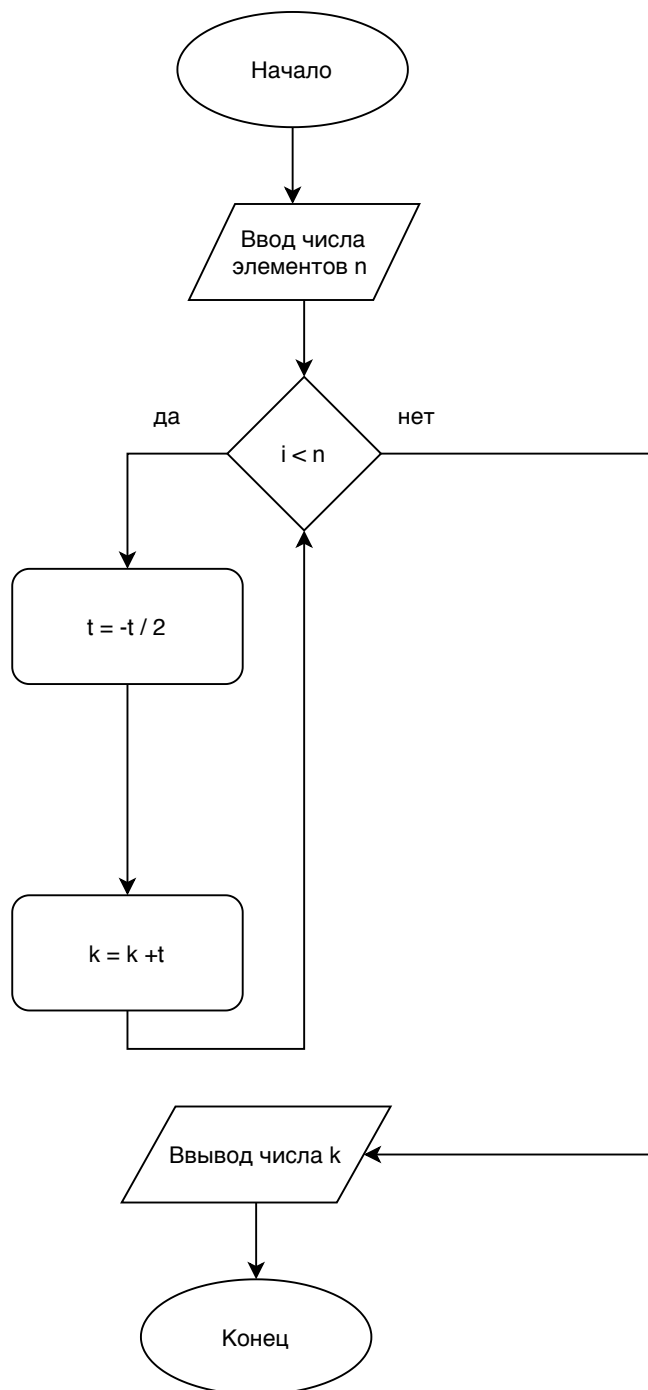 Начало
Ввод числа
элементов n
да
нет
i < n
t = -t / 2
k = k +t
Ввывод числа k
Конец